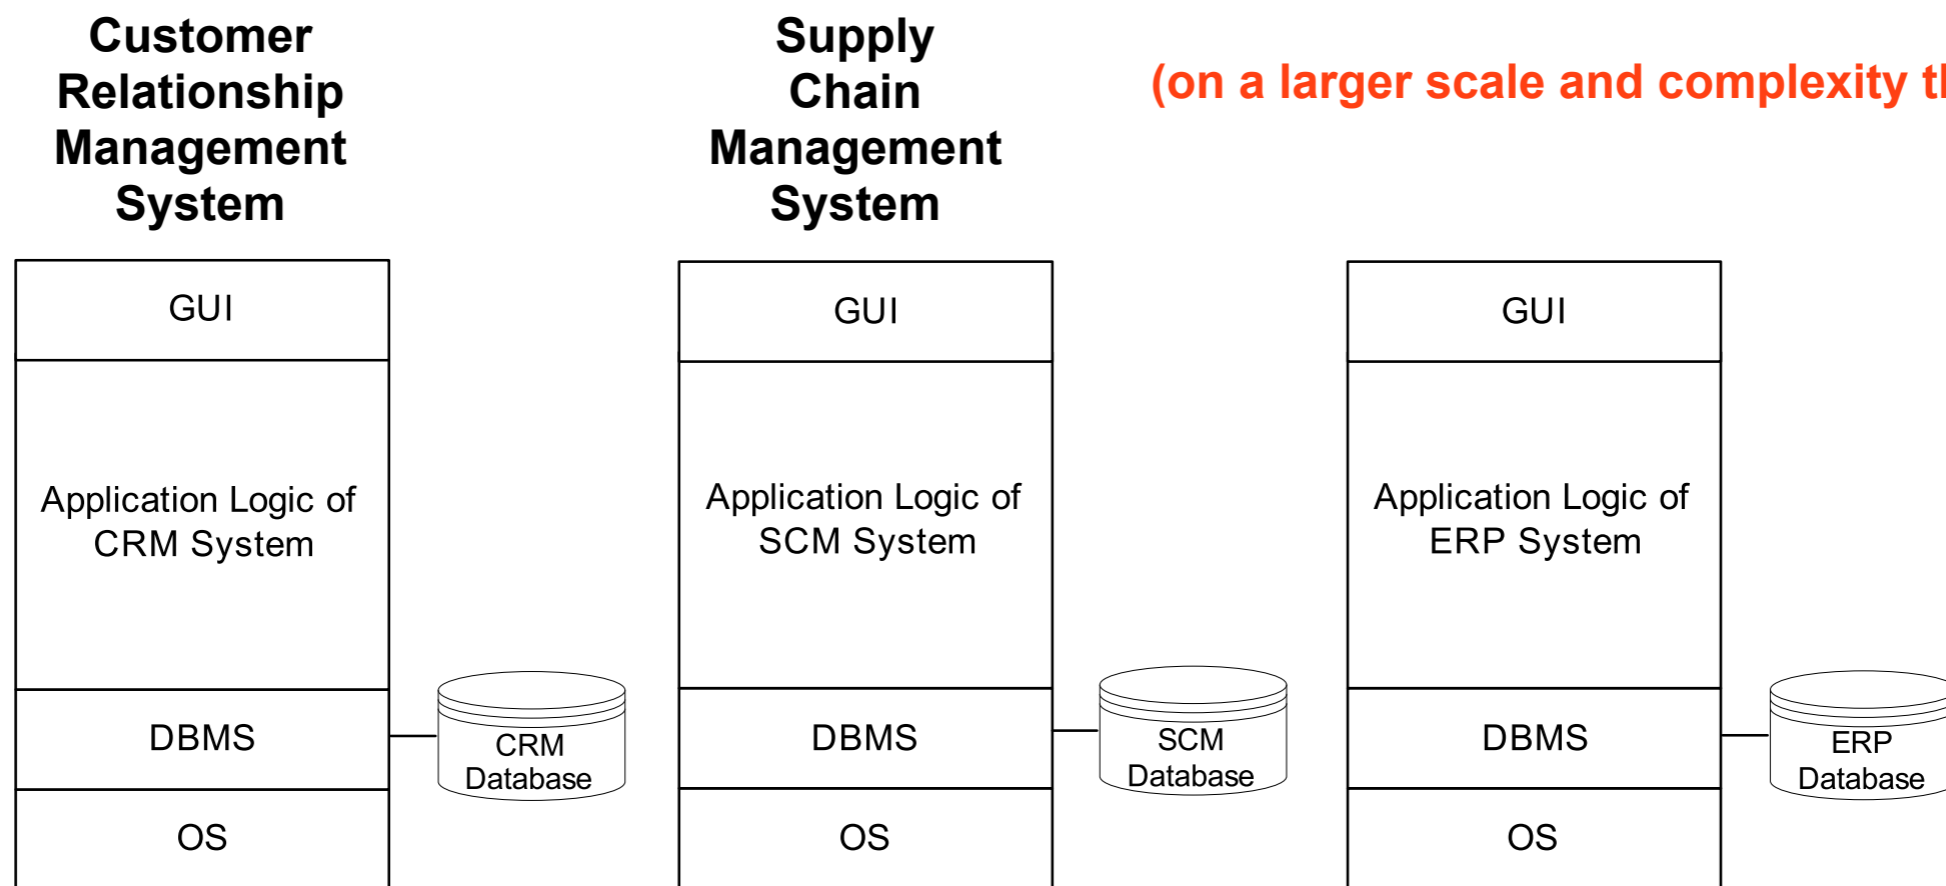 Customer
Relationship
Management
System
Supply
Chain
Management
System
(on a larger scale and complexity
GUI
Application Logic of
CRM System
DBMS
OS
CRM
Database
GUI
Application Logic of
SCM System
DBMS
OS
SCM
Database
GUI
Application Logic of
ERP System
DBMS
OS
ERP
Database